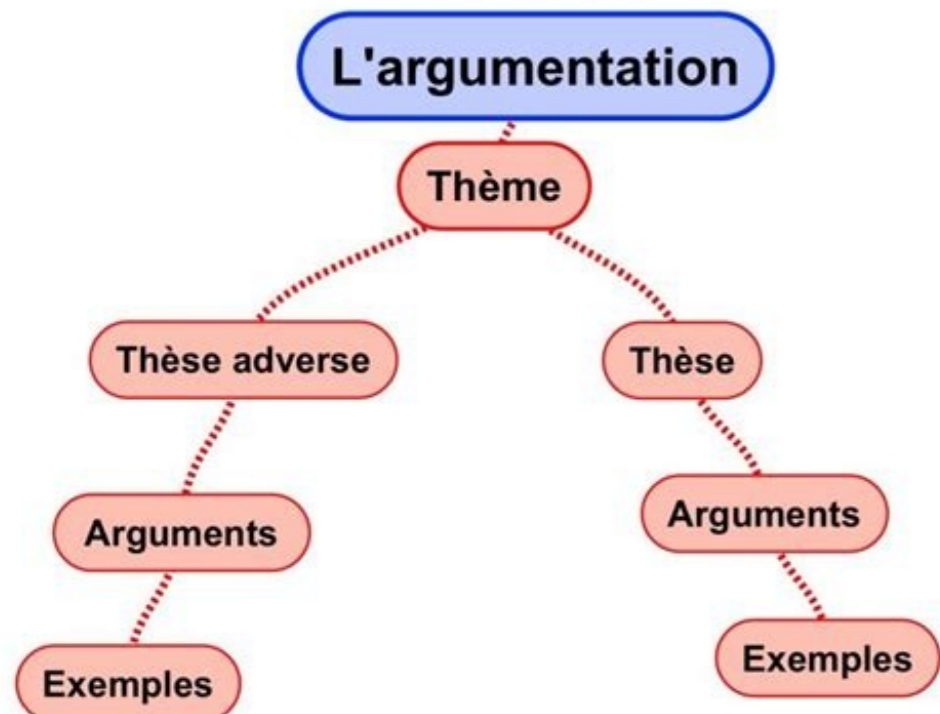 L'argumentation
Thème
Thèse adverse
Thèse
Arguments
Arguments
Exemples
Exemples